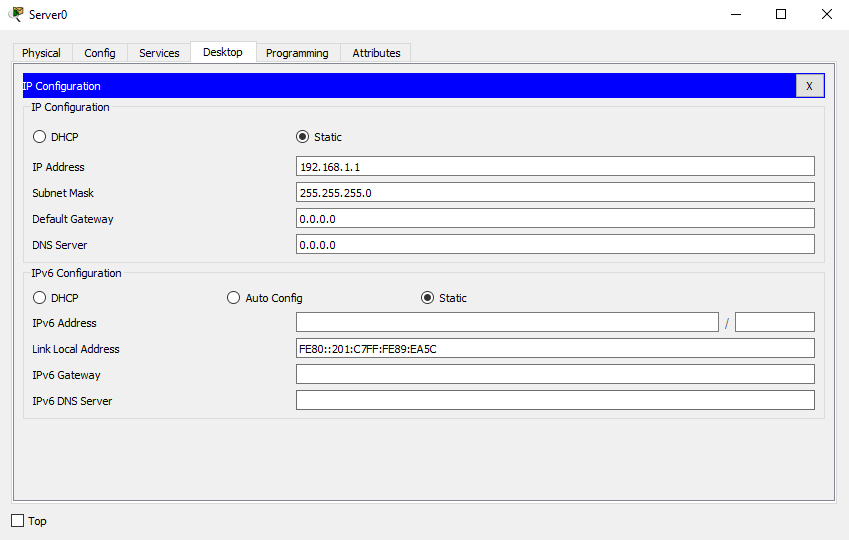 Server0
Physical Config Services Desktop Programming Attributes
IP Configuration X
IP Configuration
DHCP Static
IP Address 192.168.1.1
Subnet Mask 255.255.255.0
Default Gateway 0.0.0.0
DNS Server 0.0.0.0
IPv6 Configuration
DHCP Auto Config Static
IPv6 Address /
Link Local Address FE80::201:C7FF:FE89:EA5C
IPv6 Gateway
IPv6 DNS Server
Top